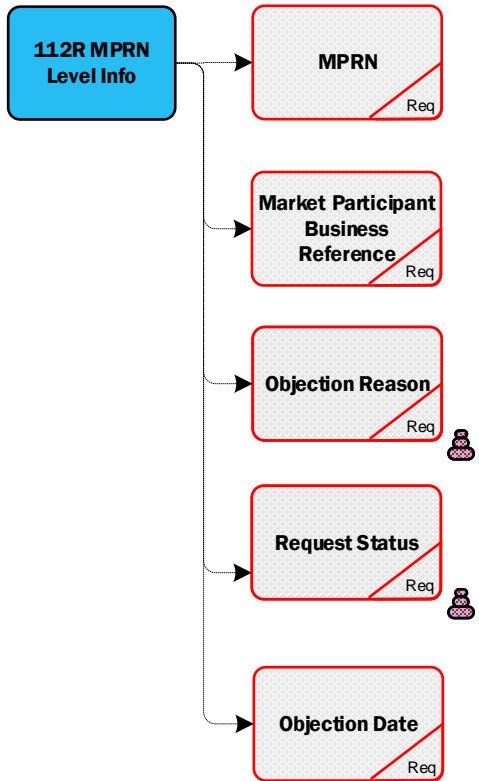 112R MPRN
Level Info
MPRN
Req
Market Participant
Business
Reference
Req
Objection Reason
Req
Request Status
Req
Objection Date
Req